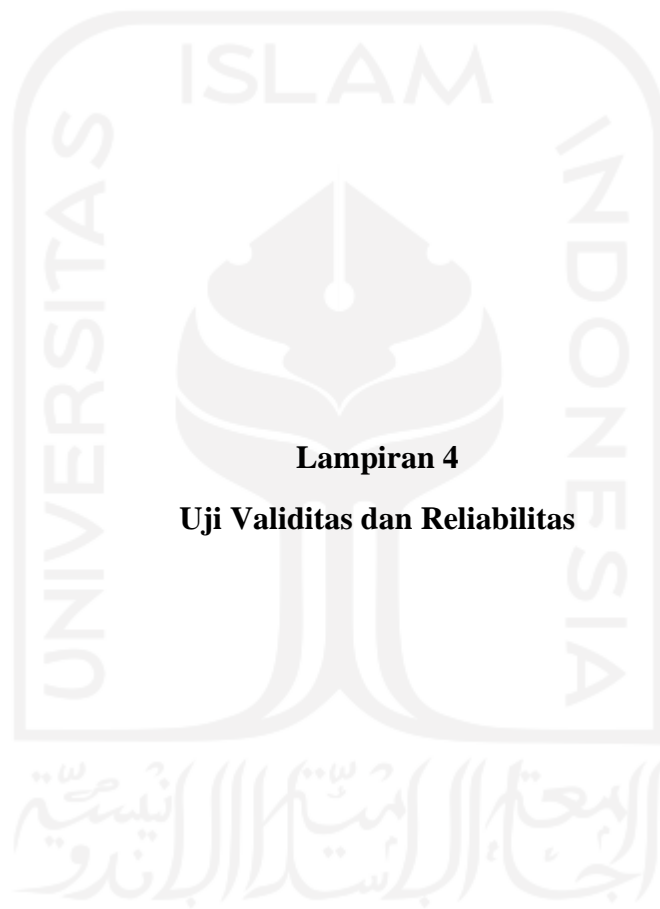 ISLAM
UNIVERSITAS
INDONESIA
Lampiran 4
Uji Validitas dan Reliabilitas